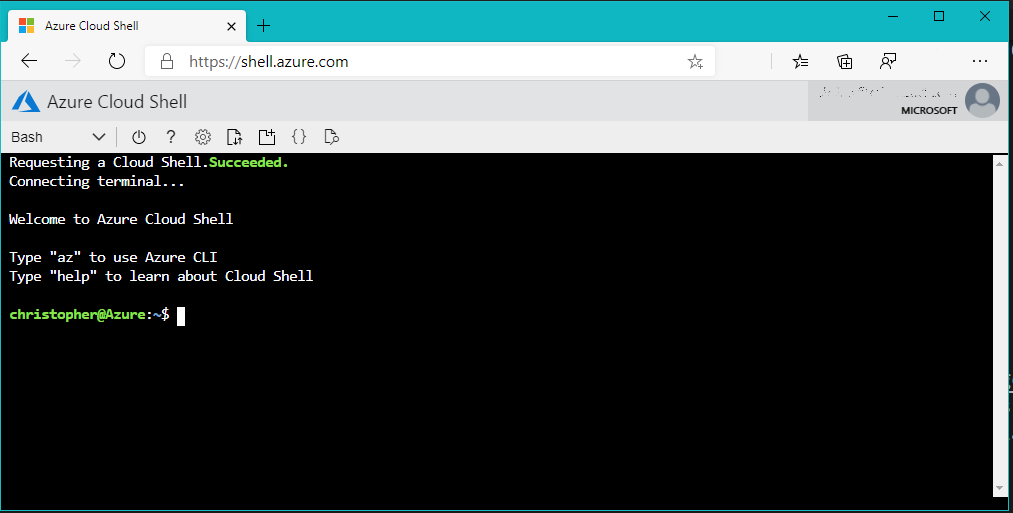 Azure Cloud Shell
https://shell.azure.com
Azure Cloud Shell
MICROSOFT
Bash
Requesting a Cloud Shell.Succeeded.
Connecting terminal...
Welcome to Azure Cloud Shell
Type "az" to use Azure CLI
Type "help" to learn about Cloud Shell
christopher@Azure:~$